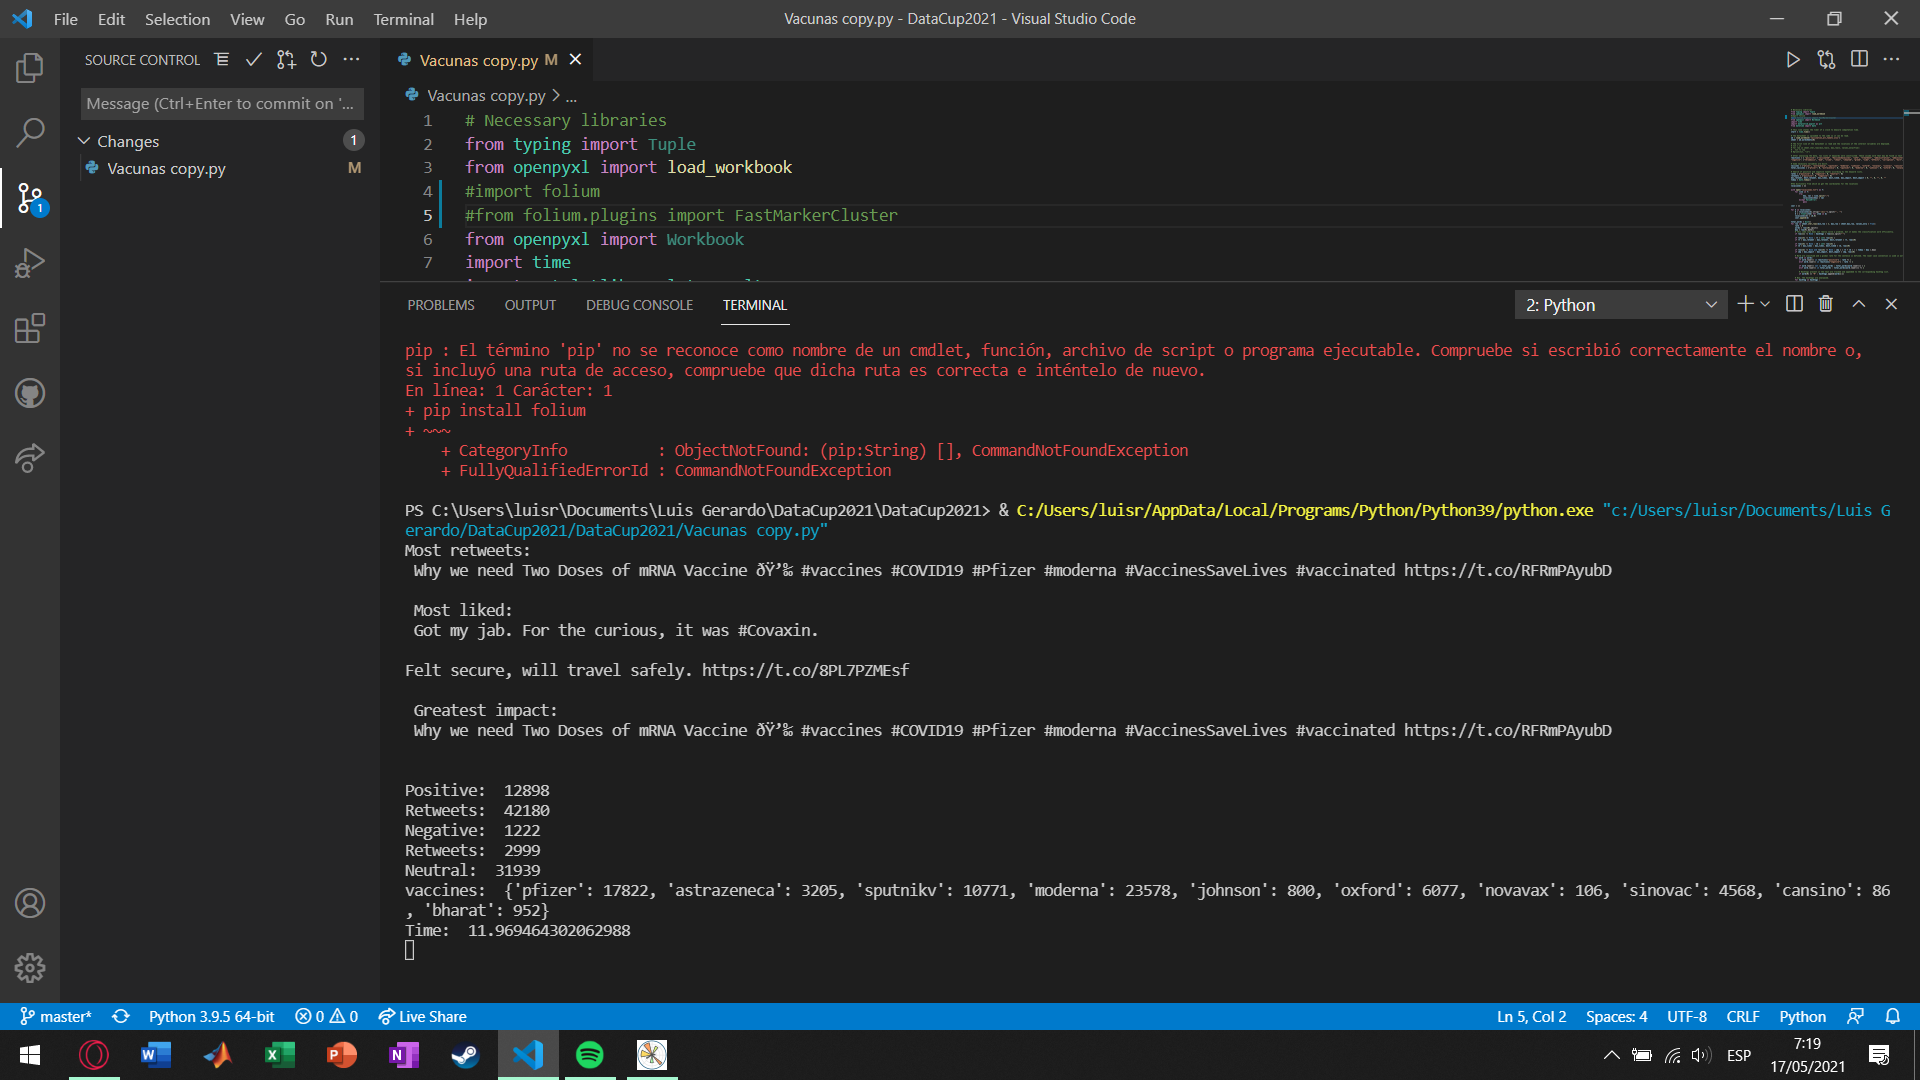 File Edit Selection View Go Run Terminal Help
Vacunas copy.py - DataCup2021 - Visual Studio Code
SOURCE CONTROL
Message (Ctrl+Enter to commit on '...
Changes 1
Vacunas copy.py M
1
Vacunas copy.py M
Vacunas copy.py > ...
1 # Necessary libraries
2 from typing import Tuple
3 from openpyxl import load_workbook
4 #import folium
5 #from folium.plugins import FastMarkerCluster
6 from openpyxl import Workbook
7 import time
PROBLEMS OUTPUT DEBUG CONSOLE TERMINAL
2: Python
pip : El término 'pip' no se reconoce como nombre de un cmdlet, función, archivo de script o programa ejecutable. Compruebe si escribió correctamente el nombre o,
si incluyó una ruta de acceso, compruebe que dicha ruta es correcta e inténtelo de nuevo.
En línea: 1 Carácter: 1
+ pip install folium
+ ~~~
+ CategoryInfo : ObjectNotFound: (pip:String) [], CommandNotFoundException
+ FullyQualifiedErrorId : CommandNotFoundException
PS C:\Users\luisr\Documents\Luis Gerardo\DataCup2021\DataCup2021> & C:/Users/luisr/AppData/Local/Programs/Python/Python39/python.exe "c:/Users/luisr/Documents/Luis G
erardo/DataCup2021/DataCup2021/Vacunas copy.py"
Most retweets:
Why we need Two Doses of mRNA Vaccine ðŸ’‰ #vaccines #COVID19 #Pfizer #moderna #VaccinesSaveLives #vaccinated https://t.co/RFRmPAyubD
Most liked:
Got my jab. For the curious, it was #Covaxin.
Felt secure, will travel safely. https://t.co/8PL7PZMEsf
Greatest impact:
Why we need Two Doses of mRNA Vaccine ðŸ’‰ #vaccines #COVID19 #Pfizer #moderna #VaccinesSaveLives #vaccinated https://t.co/RFRmPAyubD
Positive: 12898
Retweets: 42180
Negative: 1222
Retweets: 2999
Neutral: 31939
vaccines: {'pfizer': 17822, 'astrazeneca': 3205, 'sputnikv': 10771, 'moderna': 23578, 'johnson': 800, 'oxford': 6077, 'novavax': 106, 'sinovac': 4568, 'cansino': 86
, 'bharat': 952}
Time: 11.969464302062988
master* Python 3.9.5 64-bit 0 0 Live Share
Ln 5, Col 2 Spaces: 4 UTF-8 CRLF Python
ESP
7:19
17/05/2021